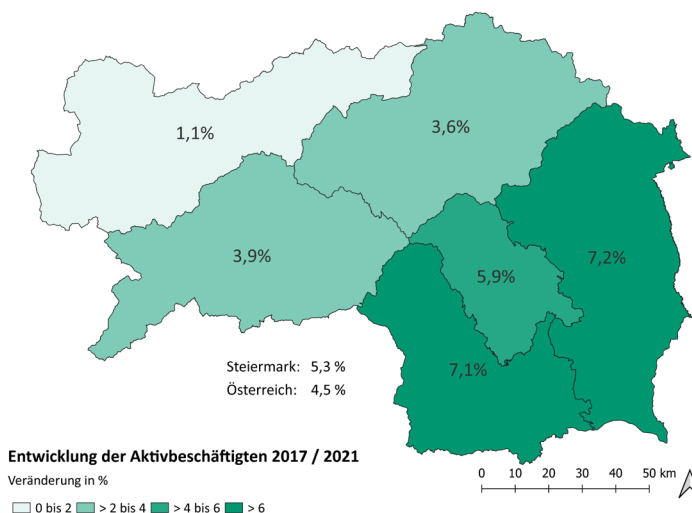 1,1%
3,6%
3,9%
5,9%
7,2%
7,1%
Steiermark: 5,3 %
Österreich: 4,5 %
Entwicklung der Aktivbeschäftigten 2017 / 2021
Veränderung in %
0 bis 2 > 2 bis 4 > 4 bis 6 > 6
0 10 20 30 40 50 km